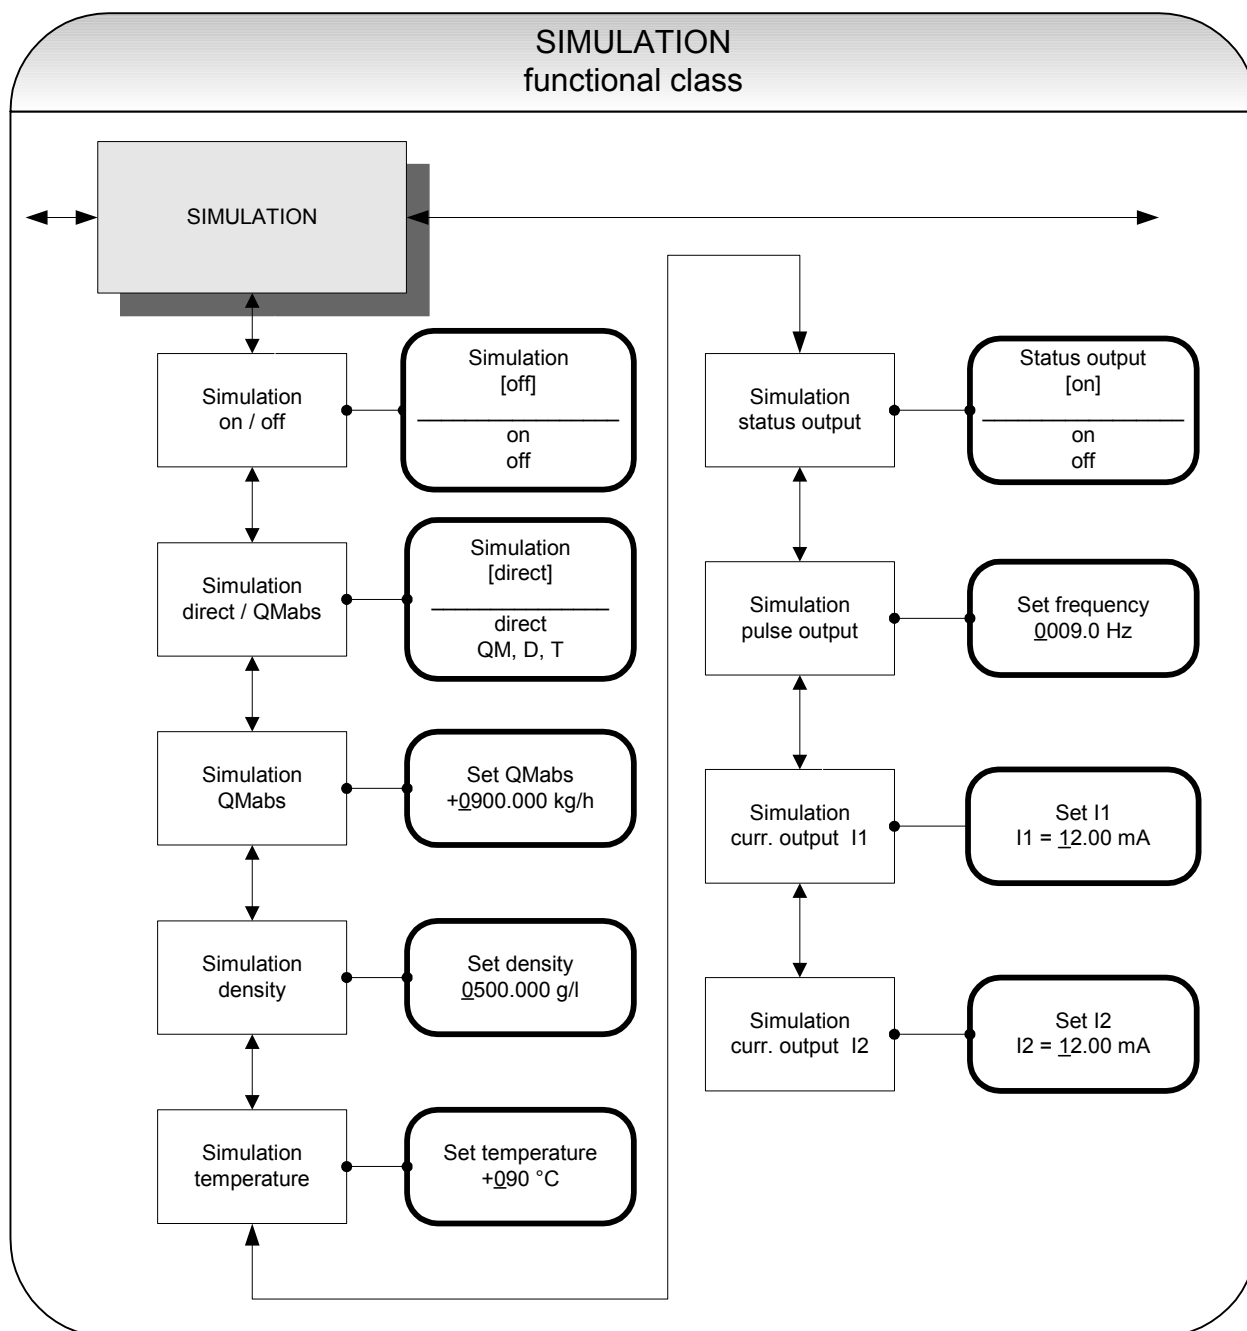 SIMULATION
functional class
SIMULATION
Simulation
on / off
Simulation
[off]
on
off
Simulation
direct / QMabs
Simulation
[direct]
direct
QM, D, T
Simulation
QMabs
Set QMabs
+0900.000 kg/h
Simulation
density
Set density
0500.000 g/l
Simulation
temperature
Set temperature
+090 °C
Simulation
status output
Status output
[on]
on
off
Simulation
pulse output
Set frequency
0009.0 Hz
Simulation
curr. output I1
Set I1
I1 = 12.00 mA
Simulation
curr. output I2
Set I2
I2 = 12.00 mA